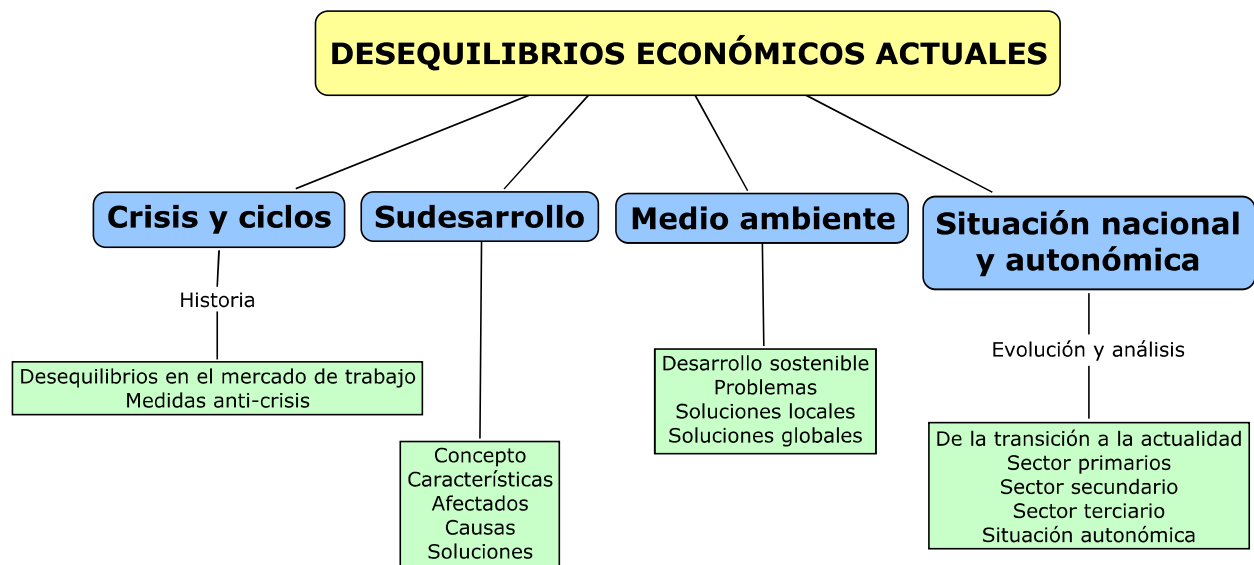 DESEQUILIBRIOS ECONÓMICOS ACTUALES
Crisis y ciclos
Historia
Desequilibrios en el mercado de trabajo
Medidas anti-crisis
Sudesarrollo
Concepto
Características
Afectados
Causas
Soluciones
Medio ambiente
Desarrollo sostenible
Problemas
Soluciones locales
Soluciones globales
Situación nacional
y autonómica
Evolución y análisis
De la transición a la actualidad
Sector primarios
Sector secundario
Sector terciario
Situación autonómica